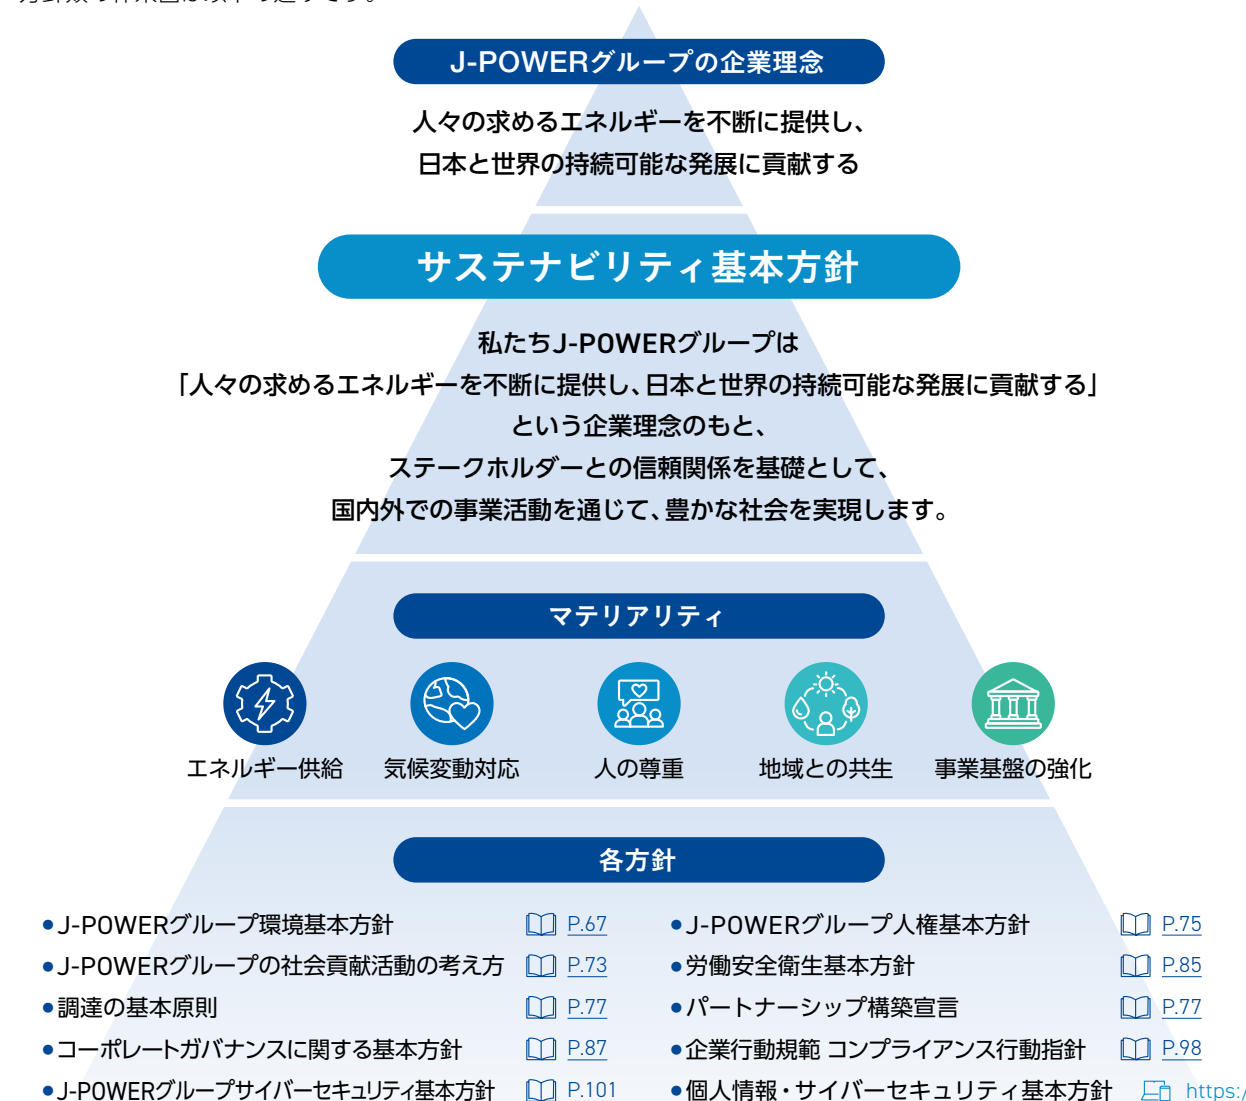 J-POWERグループの企業理念
人々の求めるエネルギーを不断に提供し、
日本と世界の持続可能な発展に貢献する
サステナビリティ基本方針
私たちJ-POWERグループは
「人々の求めるエネルギーを不断に提供し、日本と世界の持続可能な発展に貢献する」
という企業理念のもと、
ステークホルダーとの信頼関係を基礎として、
国内外での事業活動を通じて、豊かな社会を実現します。
マテリアリティ
エネルギー供給 気候変動対応 人の尊重 地域との共生 事業基盤の強化
各方針
●J-POWERグループ環境基本方針 P.67 ●J-POWERグループ人権基本方針 P.75
●J-POWERグループの社会貢献活動の考え方 P.73 ●労働安全衛生基本方針 P.85
●調達の基本原則 P.77 ●パートナーシップ構築宣言 P.77
●コーポレートガバナンスに関する基本方針 P.87 ●企業行動規範 コンプライアンス行動指針 P.98
●J-POWERグループサイバーセキュリティ基本方針 P.101 ●個人情報・サイバーセキュリティ基本方針 https:/